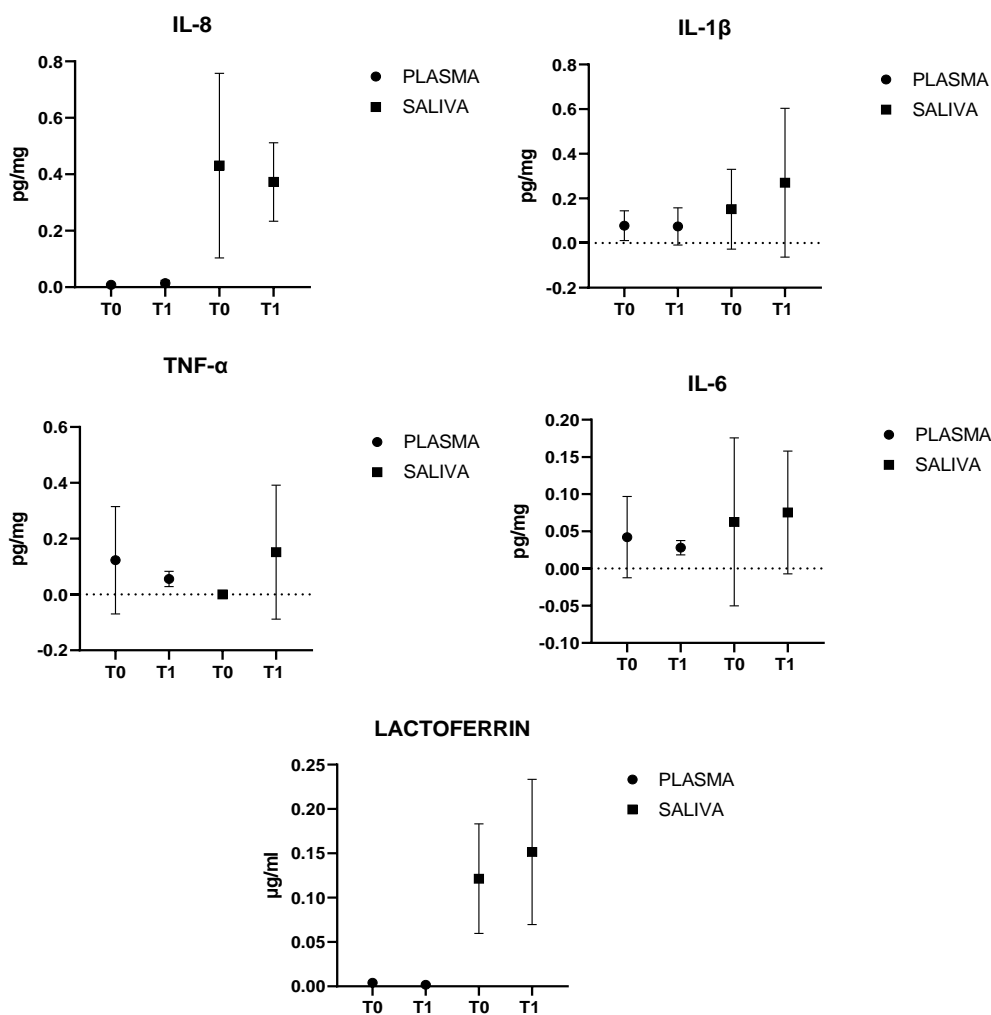 IL-8
0.8
0.6
0.4
0.2
0.0
pg/mg
T0 T1 T0 T1
PLASMA
SALIVA
IL-1β
0.8
0.6
0.4
0.2
0.0
-0.2
pg/mg
T0 T1 T0 T1
PLASMA
SALIVA
TNF-α
0.6
0.4
0.2
0.0
-0.2
pg/mg
T0 T1 T0 T1
PLASMA
SALIVA
IL-6
0.20
0.15
0.10
0.05
0.00
-0.05
-0.10
pg/mg
T0 T1 T0 T1
PLASMA
SALIVA
LACTOFERRIN
0.25
0.20
0.15
0.10
0.05
0.00
μg/ml
T0 T1 T0 T1
PLASMA
SALIVA